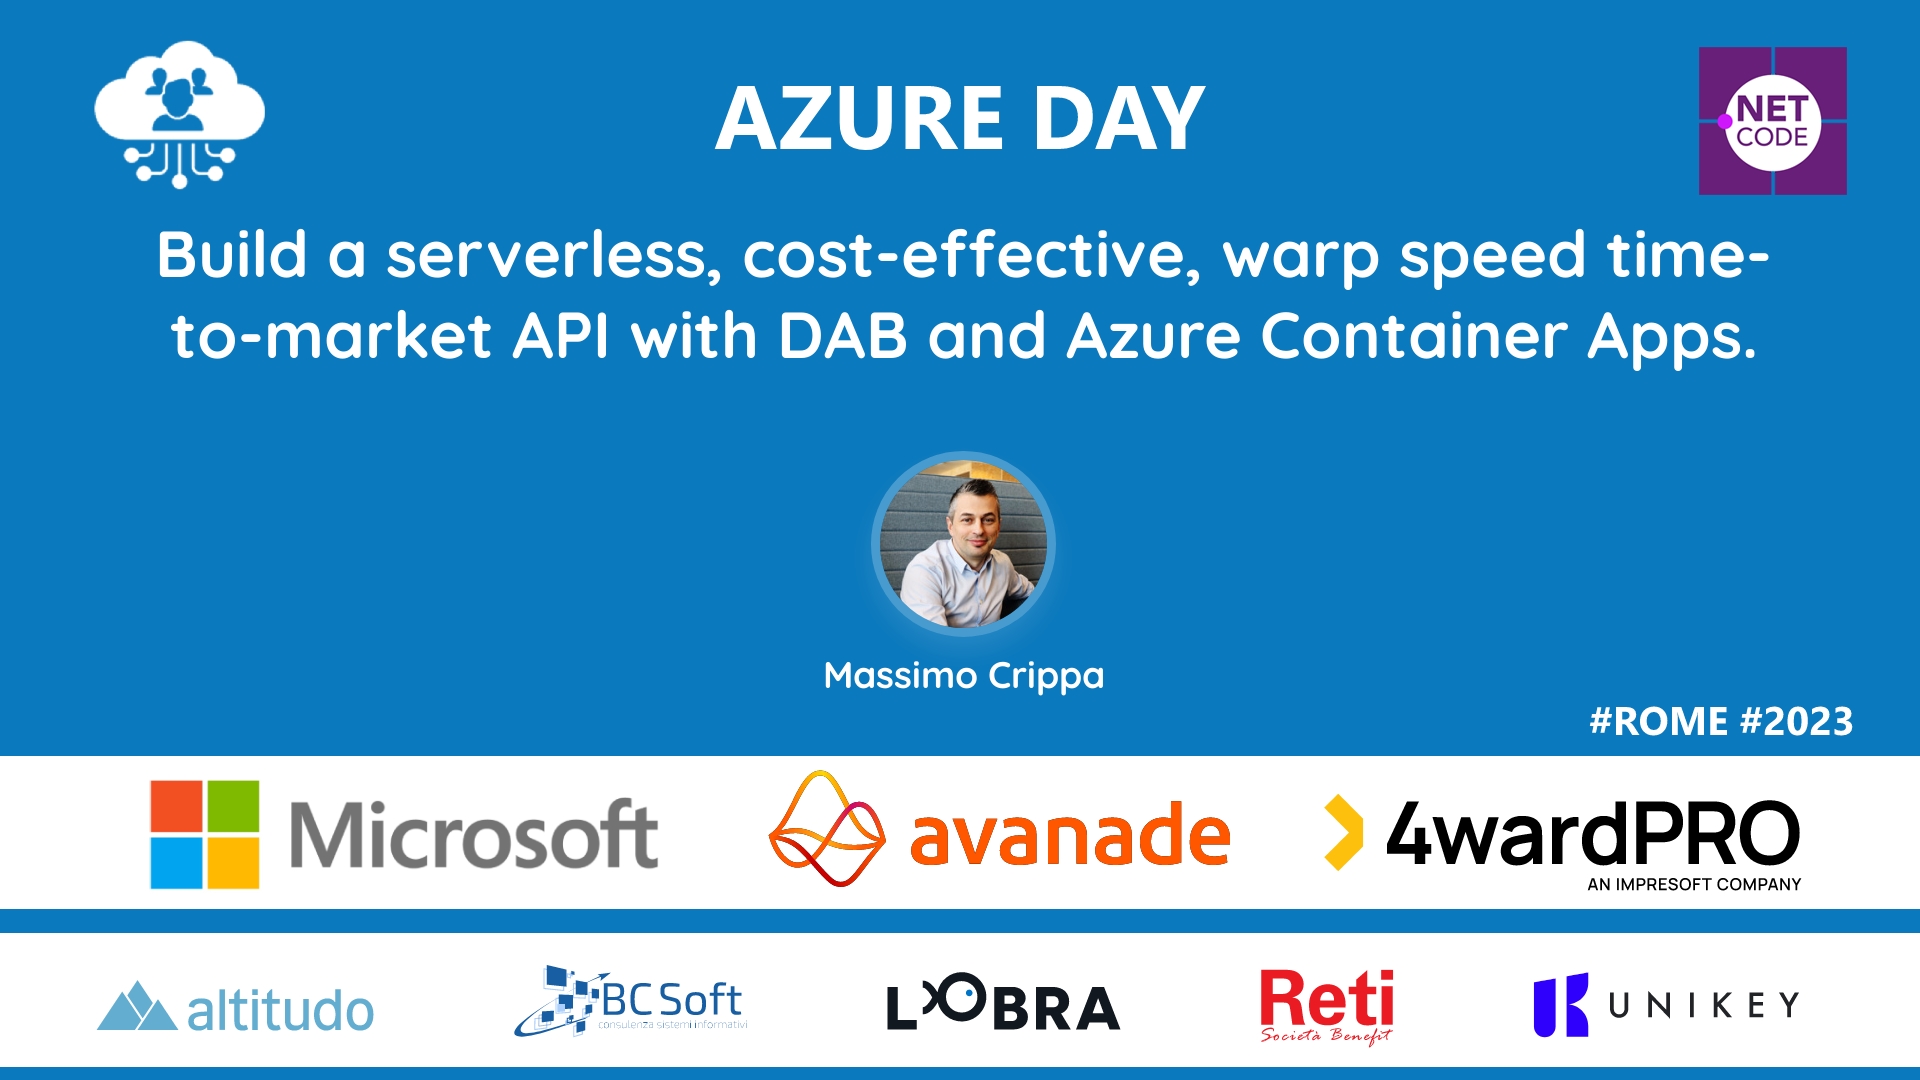 AZURE DAY
NET
CODE
Build a serverless, cost-effective, warp speed time-
to-market API with DAB and Azure Container Apps.
Massimo Crippa
#ROME #2023
Microsoft
avanade
4wardPRO
AN IMPRESOFT COMPANY
altitudo
BCSoft
consulenza sistemi informativi
LOBRA
Reti
Società Benefit
UNIKEY